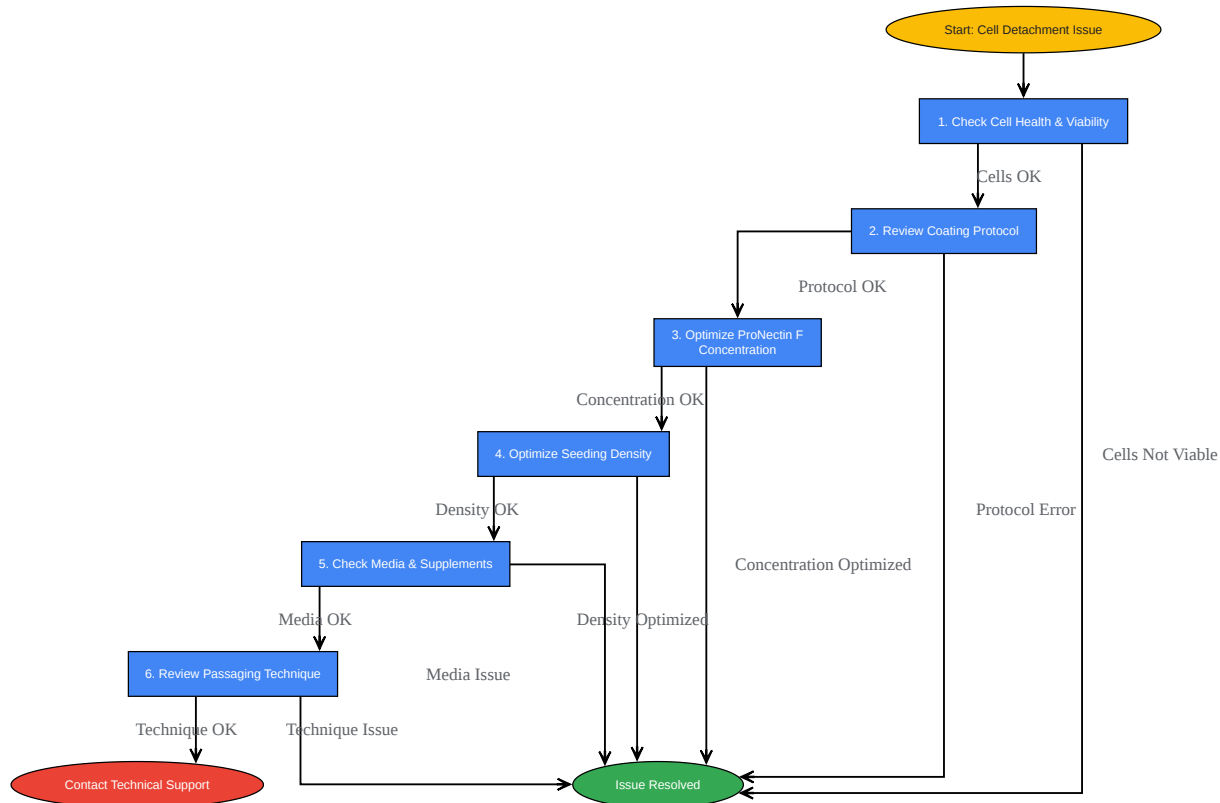 Start: Cell Detachment Issue
1. Check Cell Health & Viability
Cells OK
2. Review Coating Protocol
Protocol OK
3. Optimize ProNectin F
Concentration
Concentration OK
4. Optimize Seeding Density
Cells Not Viable
Density OK
Protocol Error
5. Check Media & Supplements
Concentration Optimized
Media OK
Density Optimized
6. Review Passaging Technique
Media Issue
Technique OK
Technique Issue
Contact Technical Support
Issue Resolved